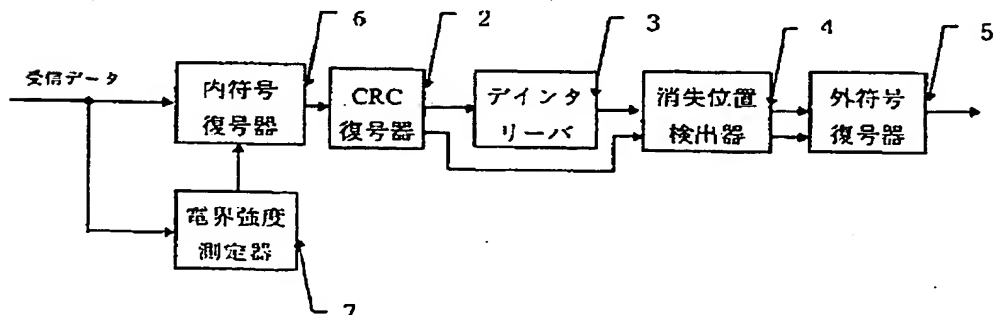 6
2
3
4
5
受信データ
内符号
復号器
CRC
復号器
デインタ
リーバ
消失位置
検出器
外符号
復号器
電界強度
測定器
7